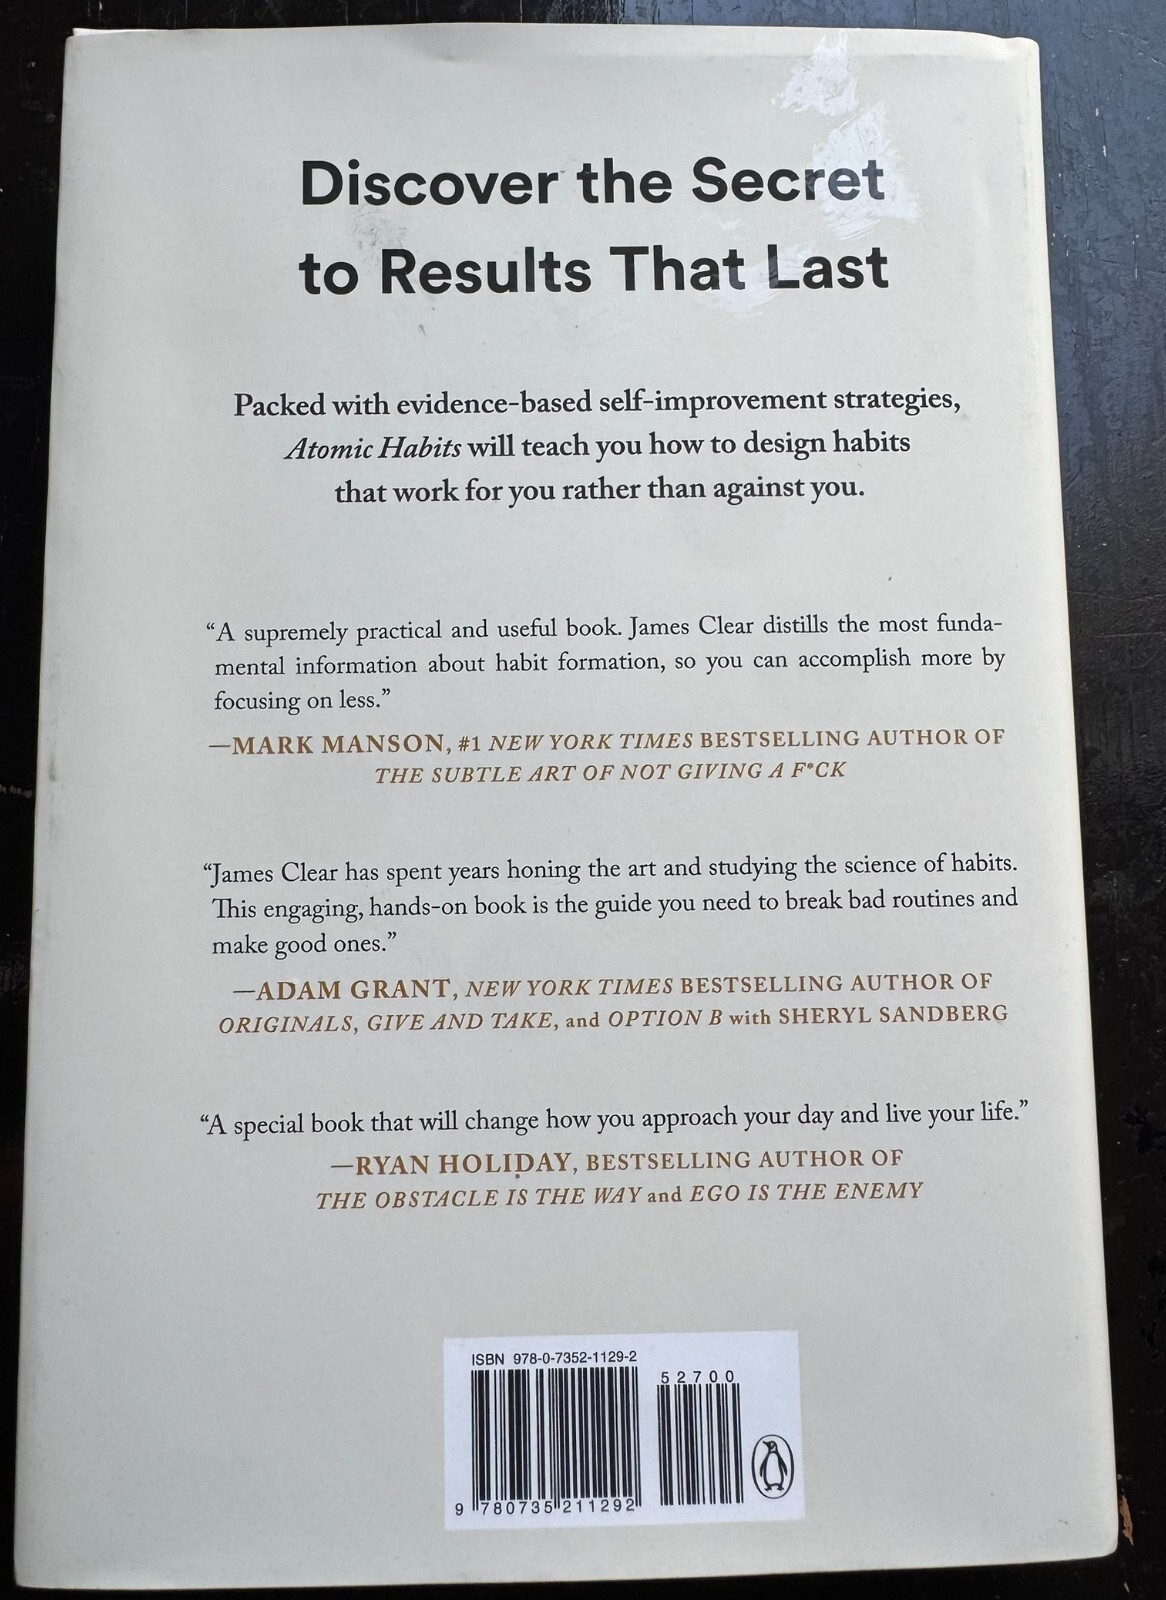 Discover the Secret
to Results That Last
Packed with evidence-based self-improvement strategies,
Atomic Habits will teach you how to design habits
that work for you rather than against you.
“A supremely practical and useful book. James Clear distills the most funda-
mental information about habit formation, so you can accomplish more by
focusing on less.”
—MARK MANSON, #1 NEW YORK TIMES BESTSELLING AUTHOR OF
THE SUBTLE ART OF NOT GIVING A F*CK
“James Clear has spent years honing the art and studying the science of habits.
This engaging, hands-on book is the guide you need to break bad routines and
make good ones.”
—ADAM GRANT, NEW YORK TIMES BESTSELLING AUTHOR OF
ORIGINALS, GIVE AND TAKE, and OPTION B with SHERYL SANDBERG
“A special book that will change how you approach your day and live your life.”
—RYAN HOLIDAY, BESTSELLING AUTHOR OF
THE OBSTACLE IS THE WAY and EGO IS THE ENEMY
ISBN 978-0-7352-1129-2
52700
9 780735 211292